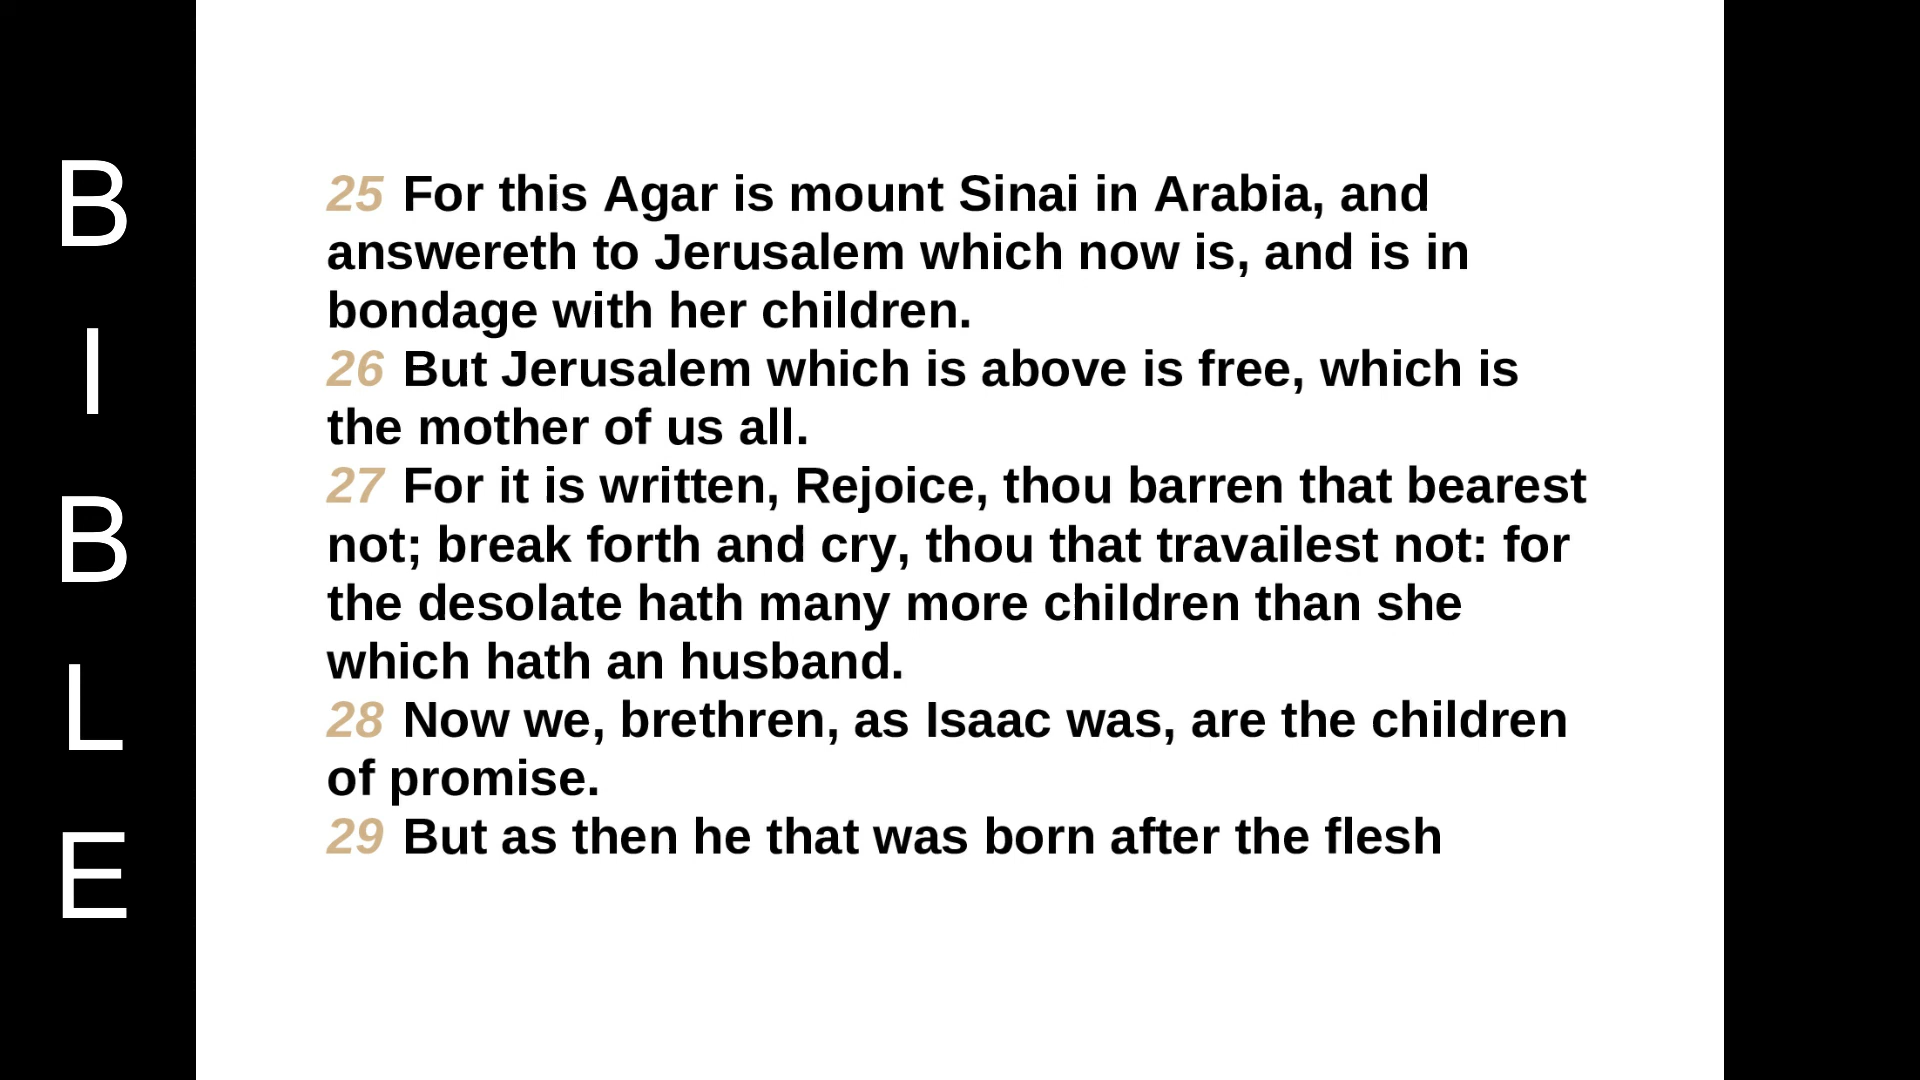 B
I
B
L
E
25 For this Agar is mount Sinai in Arabia, and
answereth to Jerusalem which now is, and is in
bondage with her children.
26 But Jerusalem which is above is free, which is
the mother of us all.
27 For it is written, Rejoice, thou barren that bearest
not; break forth and cry, thou that travailest not: for
the desolate hath many more children than she
which hath an husband.
28 Now we, brethren, as Isaac was, are the children
of promise.
29 But as then he that was born after the flesh